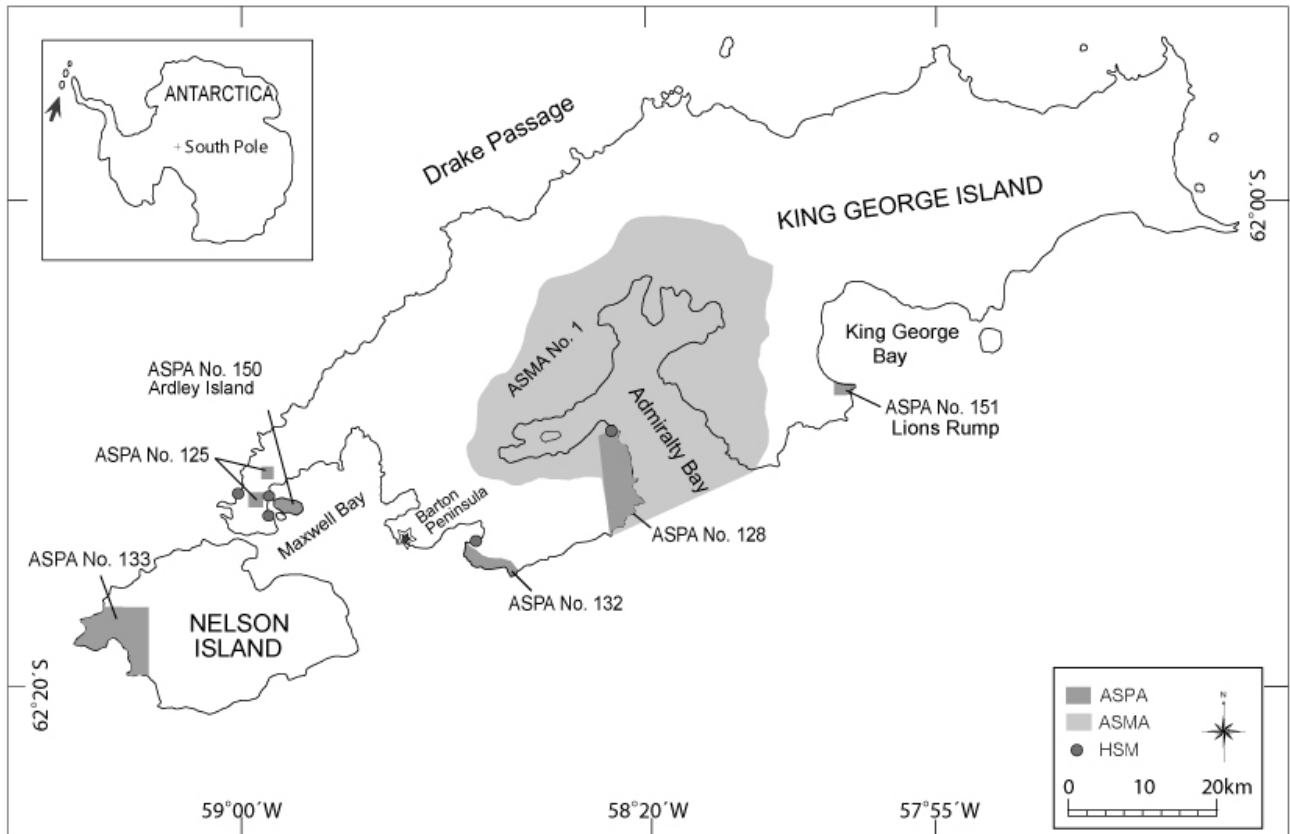 ANTARCTICA
+South Pole
Drake Passage
KING GEORGE ISLAND
62°00´S
ASMA No. 1
King George
Bay
ASPA No. 150
Ardley Island
Admiralty Bay
ASPA No. 151
Lions Rump
ASPA No. 125
Maxwell Bay
Barton
Peninsula
ASPA No. 128
ASPA No. 133
ASPA No. 132
NELSON
ISLAND
62°20´S
ASPA
ASMA
HSM
N
0 10 20km
59°00´W
58°20´W
57°55´W